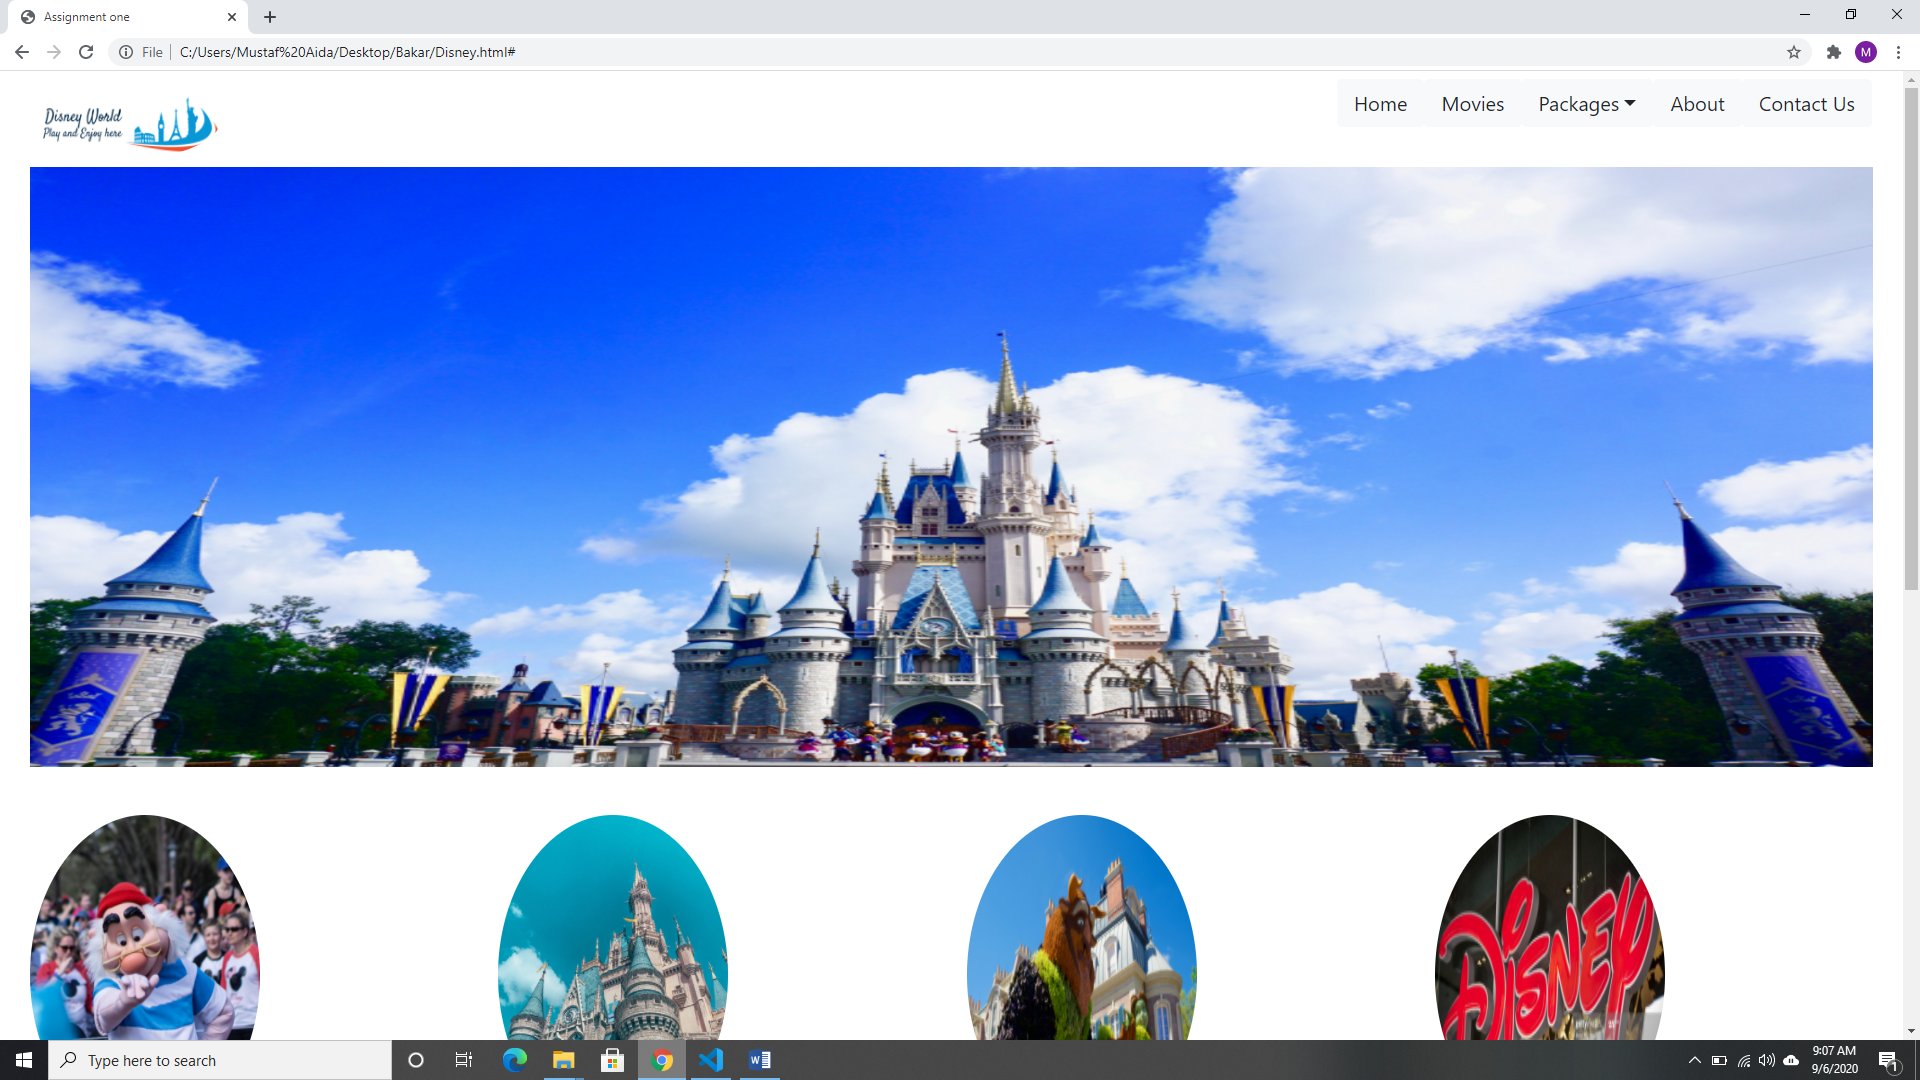 Assignment one
File
C:/Users/Mustaf%20Aida/Desktop/Bakar/Disney.html#
M
Disney World
Play and Enjoy here
Home Movies Packages About Contact Us
Disney
Type here to search
W
9:07 AM
9/6/2020
1